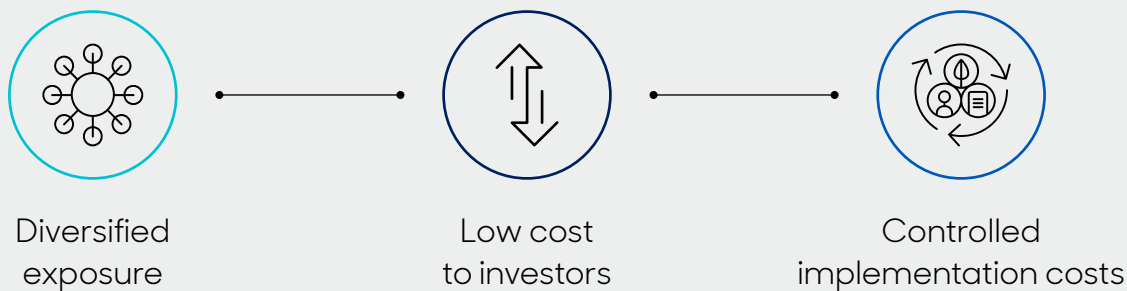 Diversified
exposure
Low cost
to investors
Controlled
implementation costs